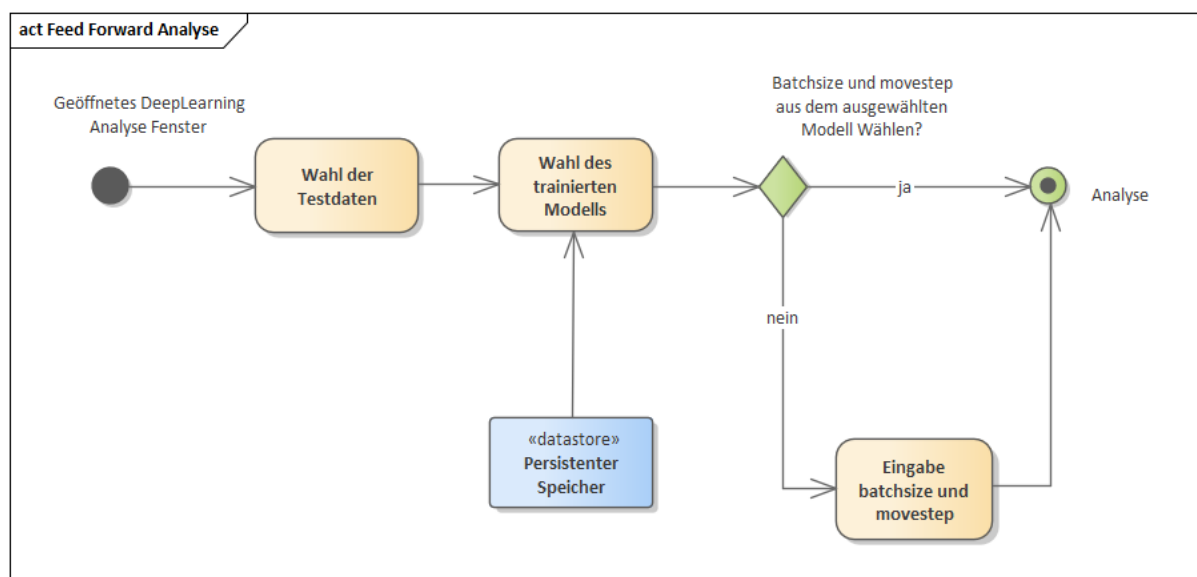 act Feed Forward Analyse
Geöffnetes DeepLearning
Analyse Fenster
Wahl der
Testdaten
Wahl des
trainierten
Modells
Batchsize und movestep
aus dem ausgewählten
Modell Wählen?
ja
Analyse
nein
«datastore»
Persistenter
Speicher
Eingabe
batchsize und
movestep